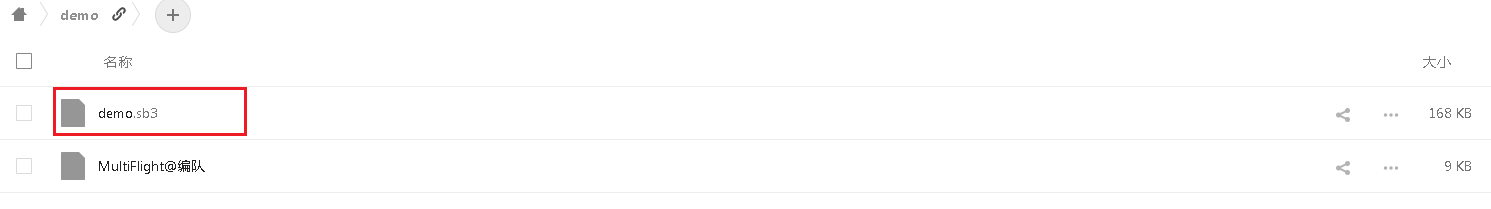 demo
名称 大小
demo.sb3 168 KB
MultiFlight@编队 9 KB